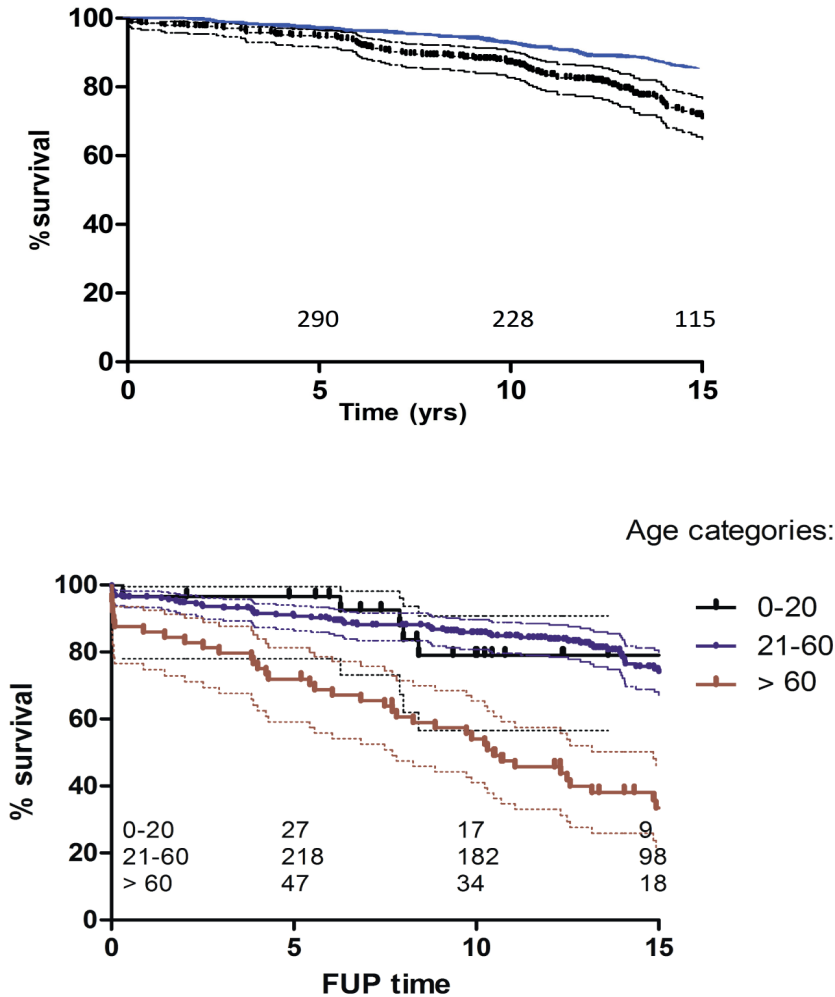 100
80
60
40
20
0
% survival
290 228 115
0 5 10 15
Time (yrs)
Age categories:
0-20
21-60
> 60
100
80
60
40
20
0
% survival
0-20 27 17 9
21-60 218 182 98
> 60 47 34 18
0 5 10 15
FUP time